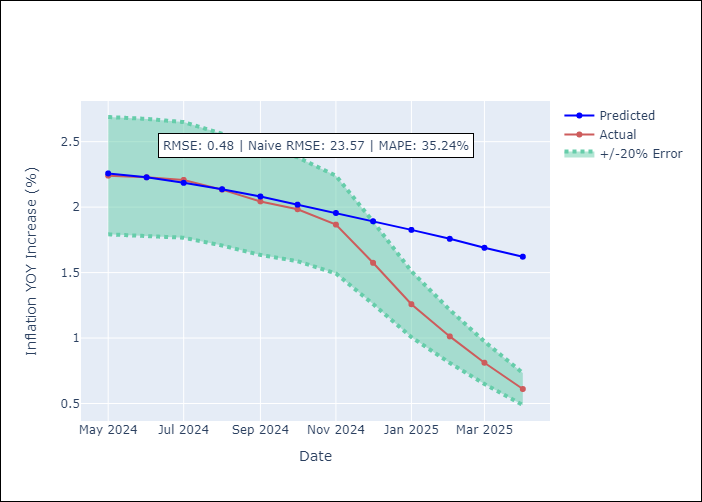 RMSE: 0.48 | Naive RMSE: 23.57 | MAPE: 35.24%
Predicted
Actual
+/-20% Error
Inflation YOY Increase (%)
2.5
2
1.5
1
0.5
May 2024 Jul 2024 Sep 2024 Nov 2024 Jan 2025 Mar 2025
Date